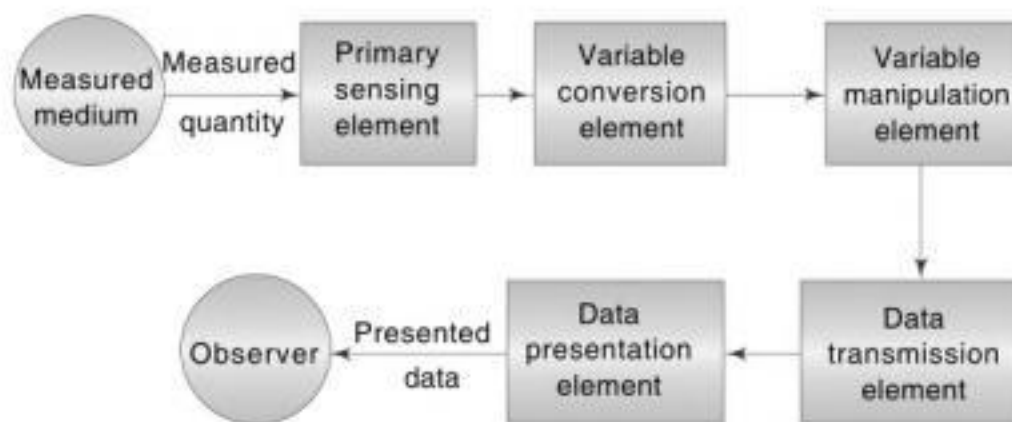 Measured
medium
Measured
quantity
Primary
sensing
element
Variable
conversion
element
Variable
manipulation
element
Data
transmission
element
Data
presentation
element
Presented
data
Observer